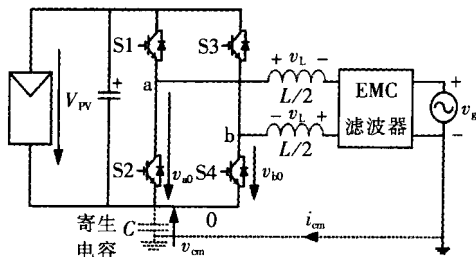 S1
S3
a
+ v_L -
L/2
EMC
滤波器
+
v_g
-
V_PV
+
b
- v_L +
L/2
S2
S4
v_a0
v_b0
0
寄生
电容
C
v_cm
i_cm